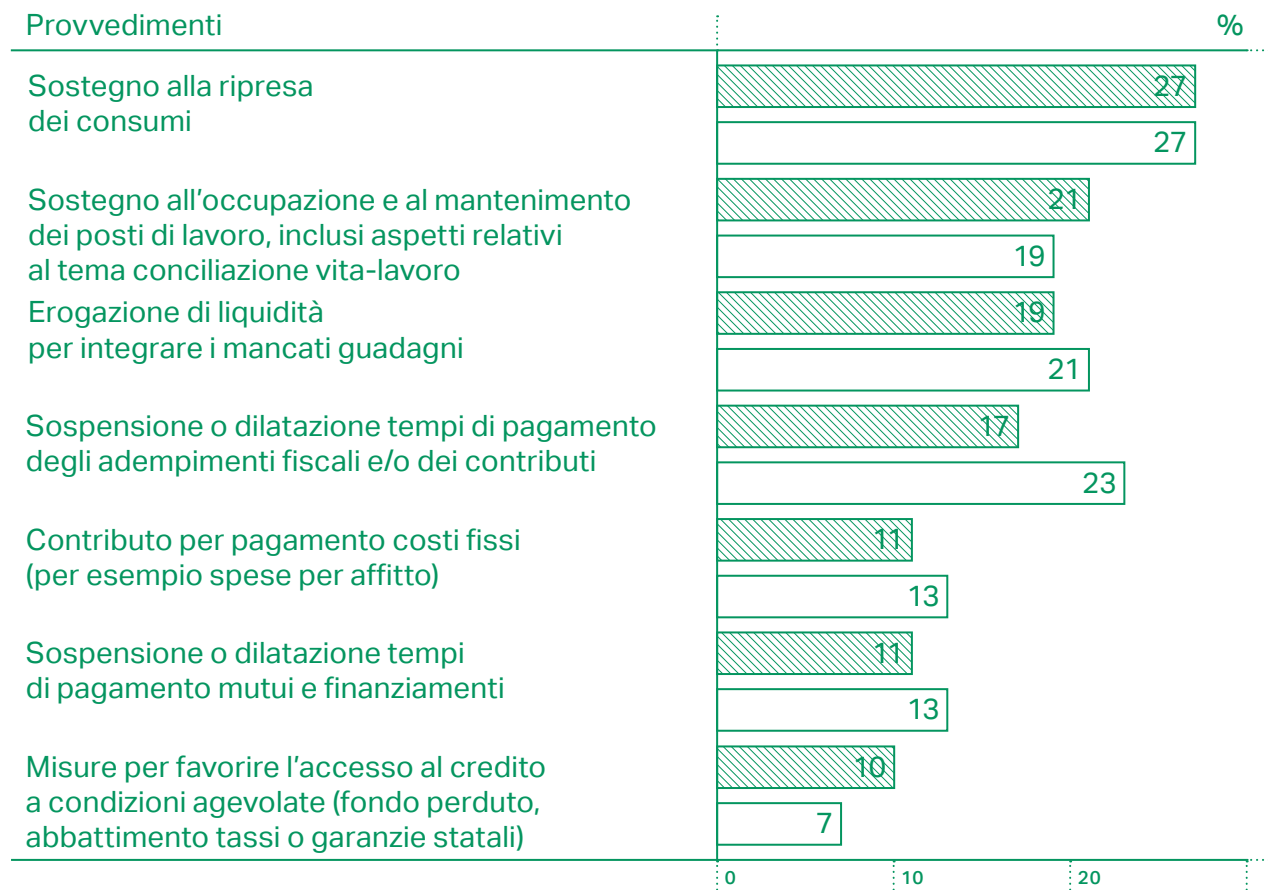 Provvedimenti %
Sostegno alla ripresa
dei consumi
27
27
Sostegno all’occupazione e al mantenimento
dei posti di lavoro, inclusi aspetti relativi
al tema conciliazione vita-lavoro
21
19
Erogazione di liquidità
per integrare i mancati guadagni
19
21
Sospensione o dilatazione tempi di pagamento
degli adempimenti fiscali e/o dei contributi
17
23
Contributo per pagamento costi fissi
(per esempio spese per affitto)
11
13
Sospensione o dilatazione tempi
di pagamento mutui e finanziamenti
11
13
Misure per favorire l’accesso al credito
a condizioni agevolate (fondo perduto,
abbattimento tassi o garanzie statali)
10
7
0 10 20